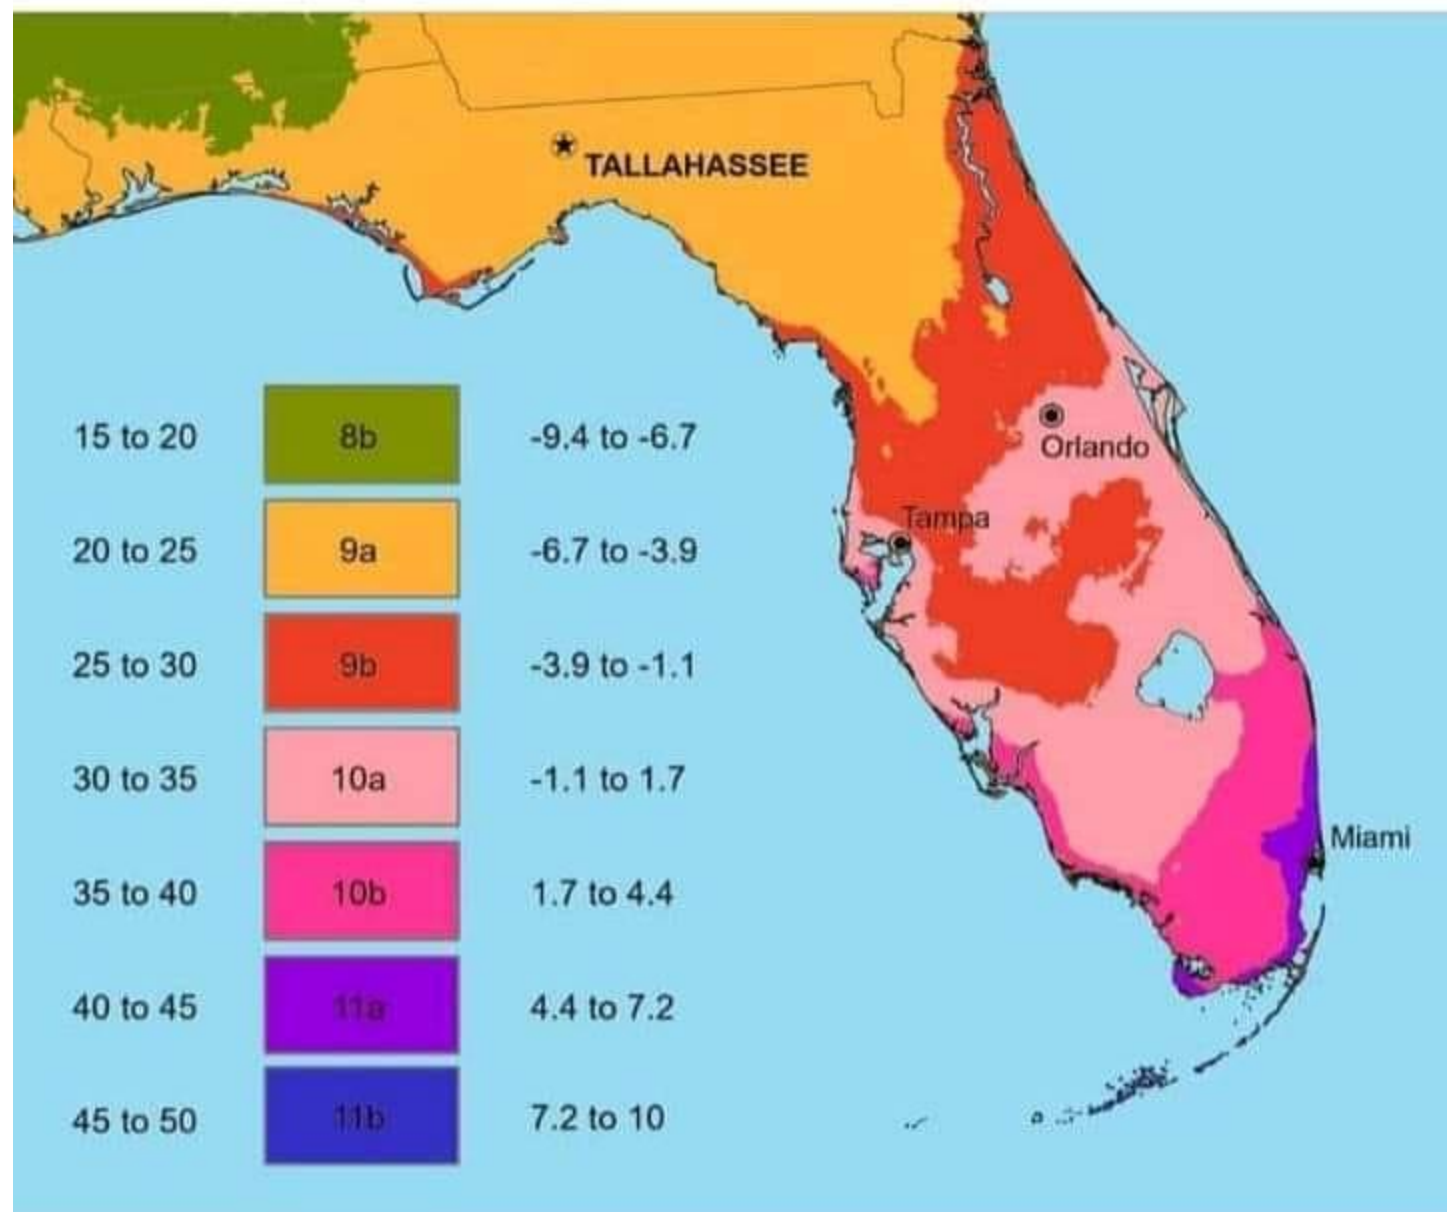 TALLAHASSEE
Orlando
Tampa
Miami
15 to 20 8b -9.4 to -6.7
20 to 25 9a -6.7 to -3.9
25 to 30 9b -3.9 to -1.1
30 to 35 10a -1.1 to 1.7
35 to 40 10b 1.7 to 4.4
40 to 45 11a 4.4 to 7.2
45 to 50 11b 7.2 to 10